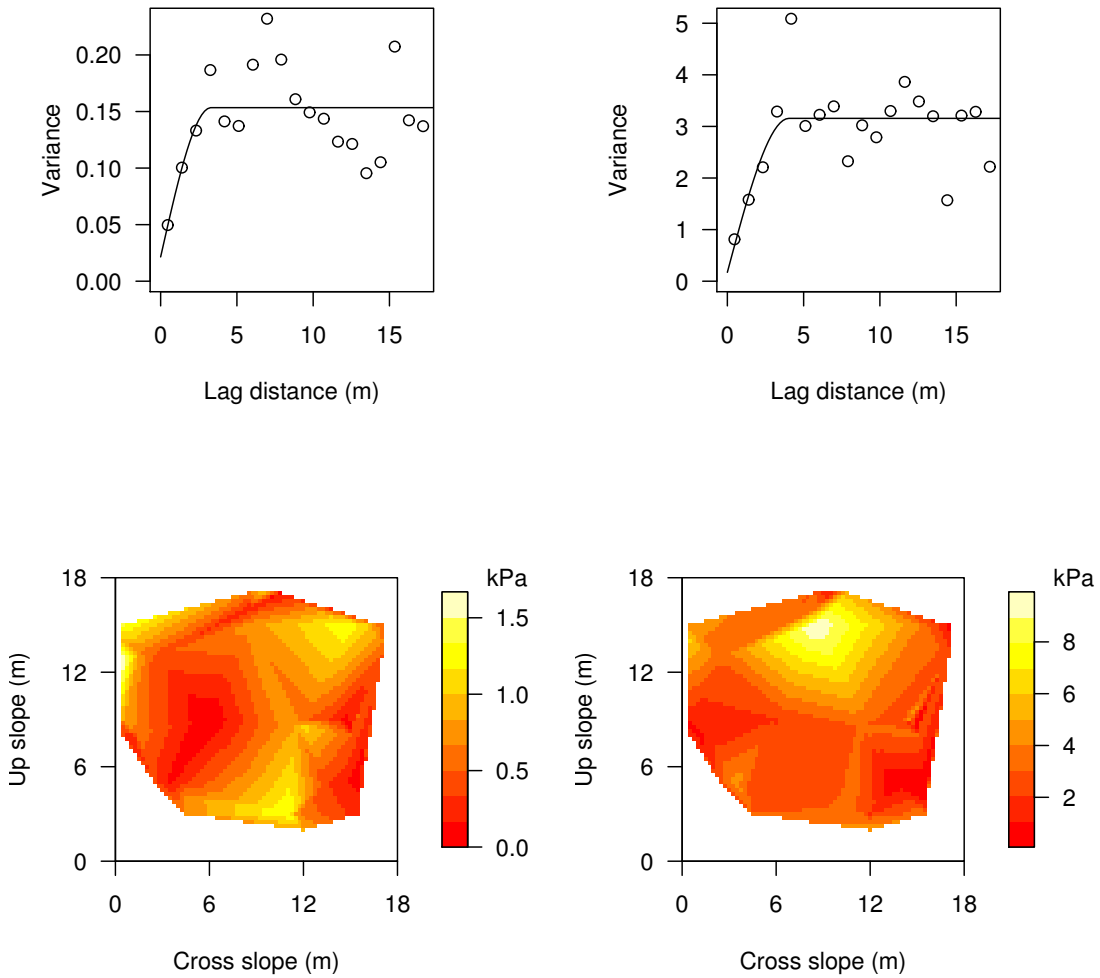 0.20
0.15
0.10
0.05
0.00
Variance
0 5 10 15
Lag distance (m)
5
4
3
2
1
0
Variance
0 5 10 15
Lag distance (m)
18
12
6
0
Up slope (m)
0 6 12 18
Cross slope (m)
kPa
1.5
1.0
0.5
0.0
18
12
6
0
Up slope (m)
0 6 12 18
Cross slope (m)
kPa
8
6
4
2